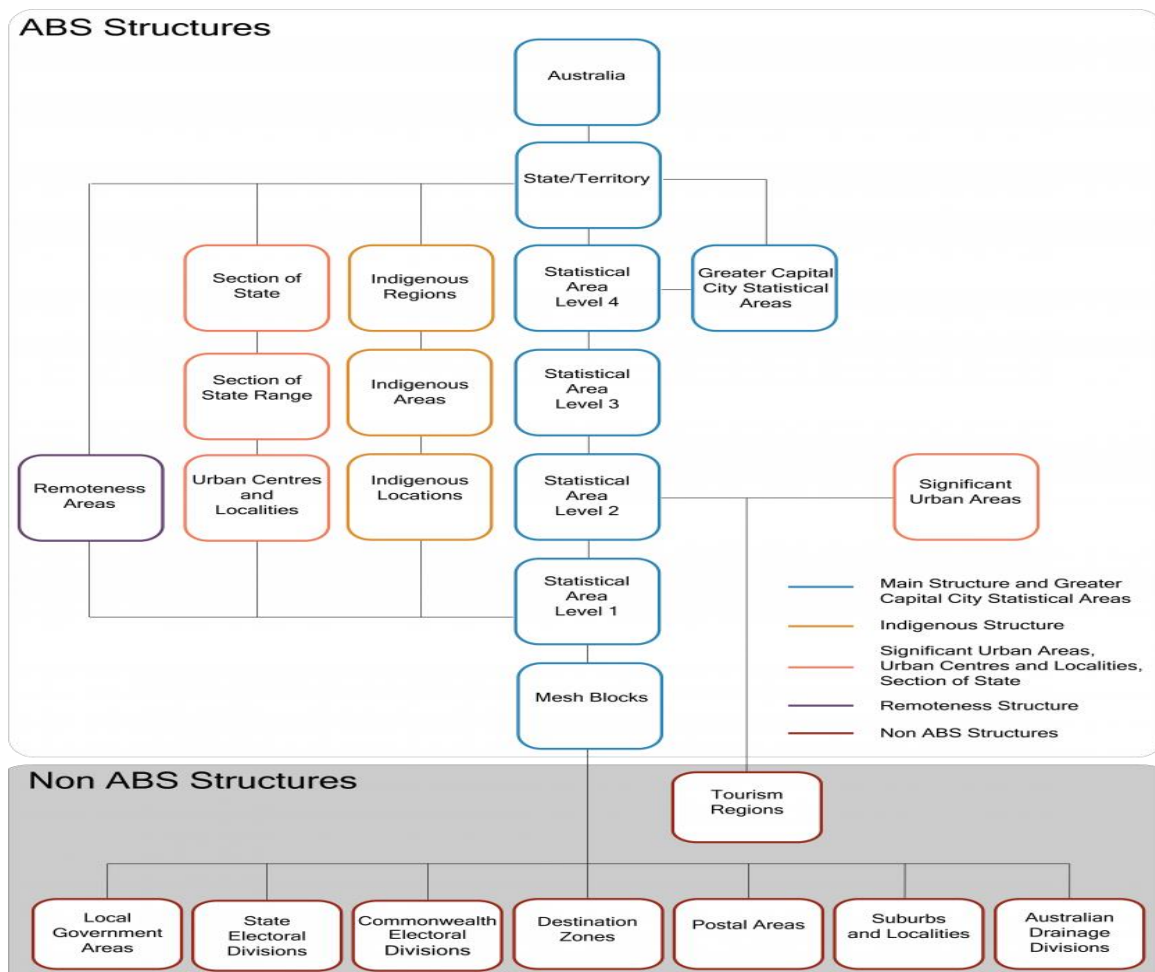 ABS Structures
Australia
State/Territory
Section of
State
Indigenous
Regions
Statistical
Area
Level 4
Greater Capital
City Statistical
Areas
Section of
State Range
Indigenous
Areas
Statistical
Area
Level 3
Remoteness
Areas
Urban Centres
and
Localities
Indigenous
Locations
Statistical
Area
Level 2
Significant
Urban Areas
Statistical
Area
Level 1
Mesh Blocks
Main Structure and Greater
Capital City Statistical Areas
Indigenous Structure
Significant Urban Areas,
Urban Centres and Localities,
Section of State
Remoteness Structure
Non ABS Structures
Non ABS Structures
Tourism
Regions
Local
Government
Areas
State
Electoral
Divisions
Commonwealth
Electoral
Divisions
Destination
Zones
Postal Areas
Suburbs
and Localities
Australian
Drainage
Divisions